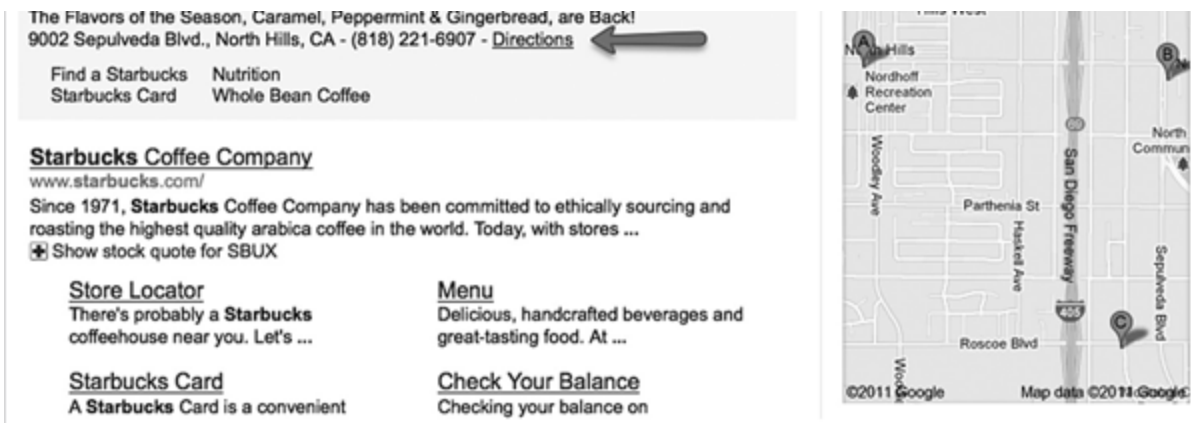 The Flavors of the Season, Caramel, Peppermint & Gingerbread, are Back!
9002 Sepulveda Blvd., North Hills, CA - (818) 221-6907 - Directions
Find a Starbucks Nutrition
Starbucks Card Whole Bean Coffee
Starbucks Coffee Company
www.starbucks.com/
Since 1971, Starbucks Coffee Company has been committed to ethically sourcing and
roasting the highest quality arabica coffee in the world. Today, with stores ...
Show stock quote for SBUX
Store Locator
There's probably a Starbucks
coffeehouse near you. Let's ...
Menu
Delicious, handcrafted beverages and
great-tasting food. At ...
Starbucks Card
A Starbucks Card is a convenient
Check Your Balance
Checking your balance on
Hills West
A
North Hills
B
Nordhoff
Recreation
Center
North
Commun
Woodley Ave
San Diego Freeway
Parthenia St
Haskell Ave
Sepulveda Blvd
405
C
Roscoe Blvd
©2011 Google
Map data ©2011 Google